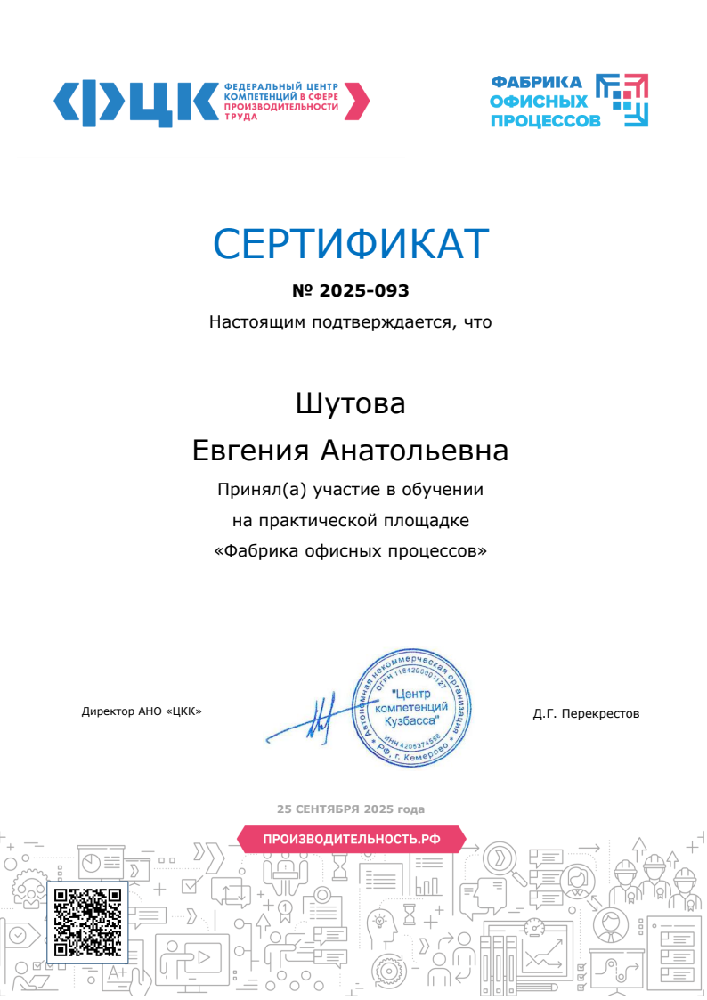 ФЦК
ФЕДЕРАЛЬНЫЙ ЦЕНТР
КОМПЕТЕНЦИЙ В СФЕРЕ
ПРОИЗВОДИТЕЛЬНОСТИ
ТРУДА
ФАБРИКА
ОФИСНЫХ
ПРОЦЕССОВ
СЕРТИФИКАТ
№ 2025-093
Настоящим подтверждается, что
Шутова
Евгения Анатольевна
Принял(а) участие в обучении
на практической площадке
«Фабрика офисных процессов»
Директор АНО «ЦКК»
Автономная некоммерческая организация
ОГРН 1184200001127
"Центр
компетенций
Кузбасса"
ИНН 4205374556
* РФ, г. Кемерово *
Д.Г. Перекрестов
25 СЕНТЯБРЯ 2025 года
ПРОИЗВОДИТЕЛЬНОСТЬ.РФ
1
A+